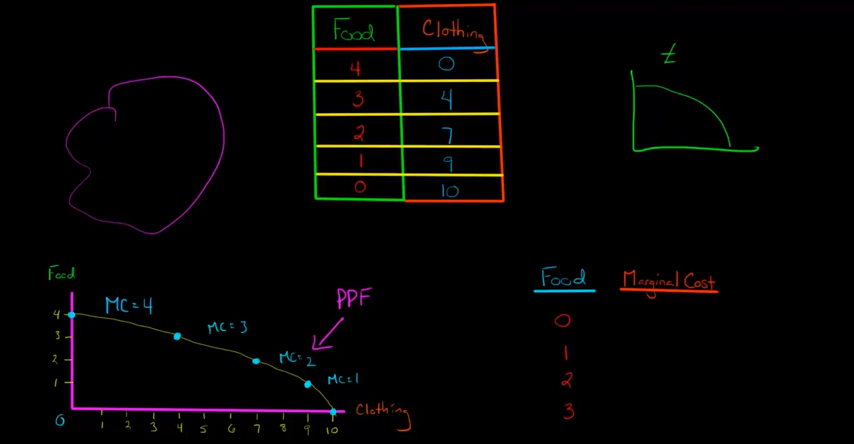 Food Clothing
4 0
3 4
2 7
1 9
0 10
t
Food
4
3
2
1
0
MC=4
MC=3
MC=2
MC=1
PPF
1 2 3 4 5 6 7 8 9 10
Clothing
Food Marginal Cost
0
1
2
3